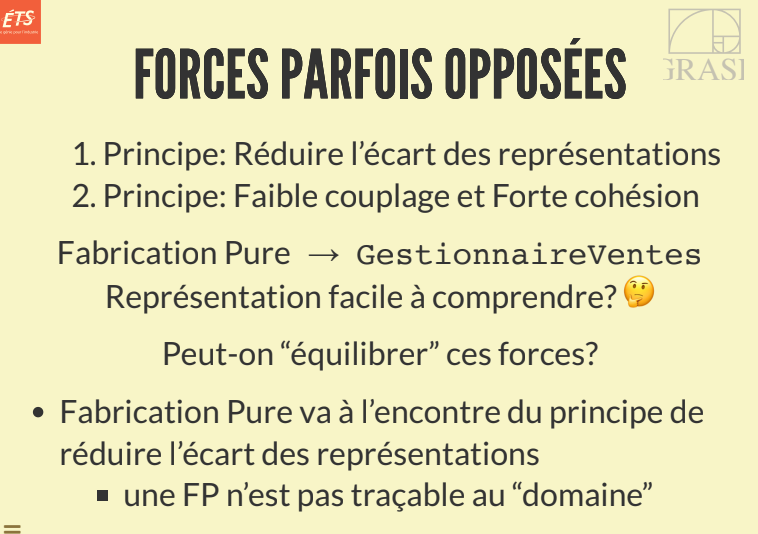 ÉTS
FORCES PARFOIS OPPOSÉES
GRASP
1. Principe: Réduire l’écart des représentations
2. Principe: Faible couplage et Forte cohésion
Fabrication Pure → GestionnaireVentes
Représentation facile à comprendre? 🤔
Peut-on “équilibrer” ces forces?
• Fabrication Pure va à l’encontre du principe de
réduire l’écart des représentations
▪ une FP n’est pas traçable au “domaine”